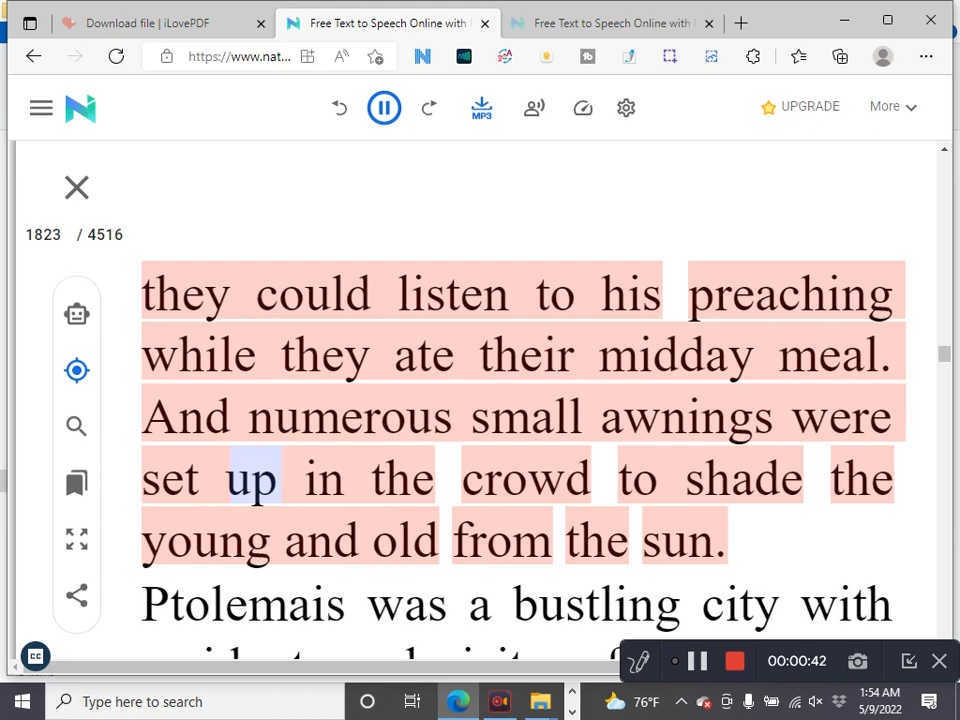 Download file | iLovePDF
Free Text to Speech Online with
Free Text to Speech Online with
https://www.nat...
MP3
UPGRADE
More
1823 / 4516
they could listen to his preaching
while they ate their midday meal.
And numerous small awnings were
set up in the crowd to shade the
young and old from the sun.
Ptolemais was a bustling city with
CC
00:00:42
Type here to search
76°F
1:54 AM
5/9/2022